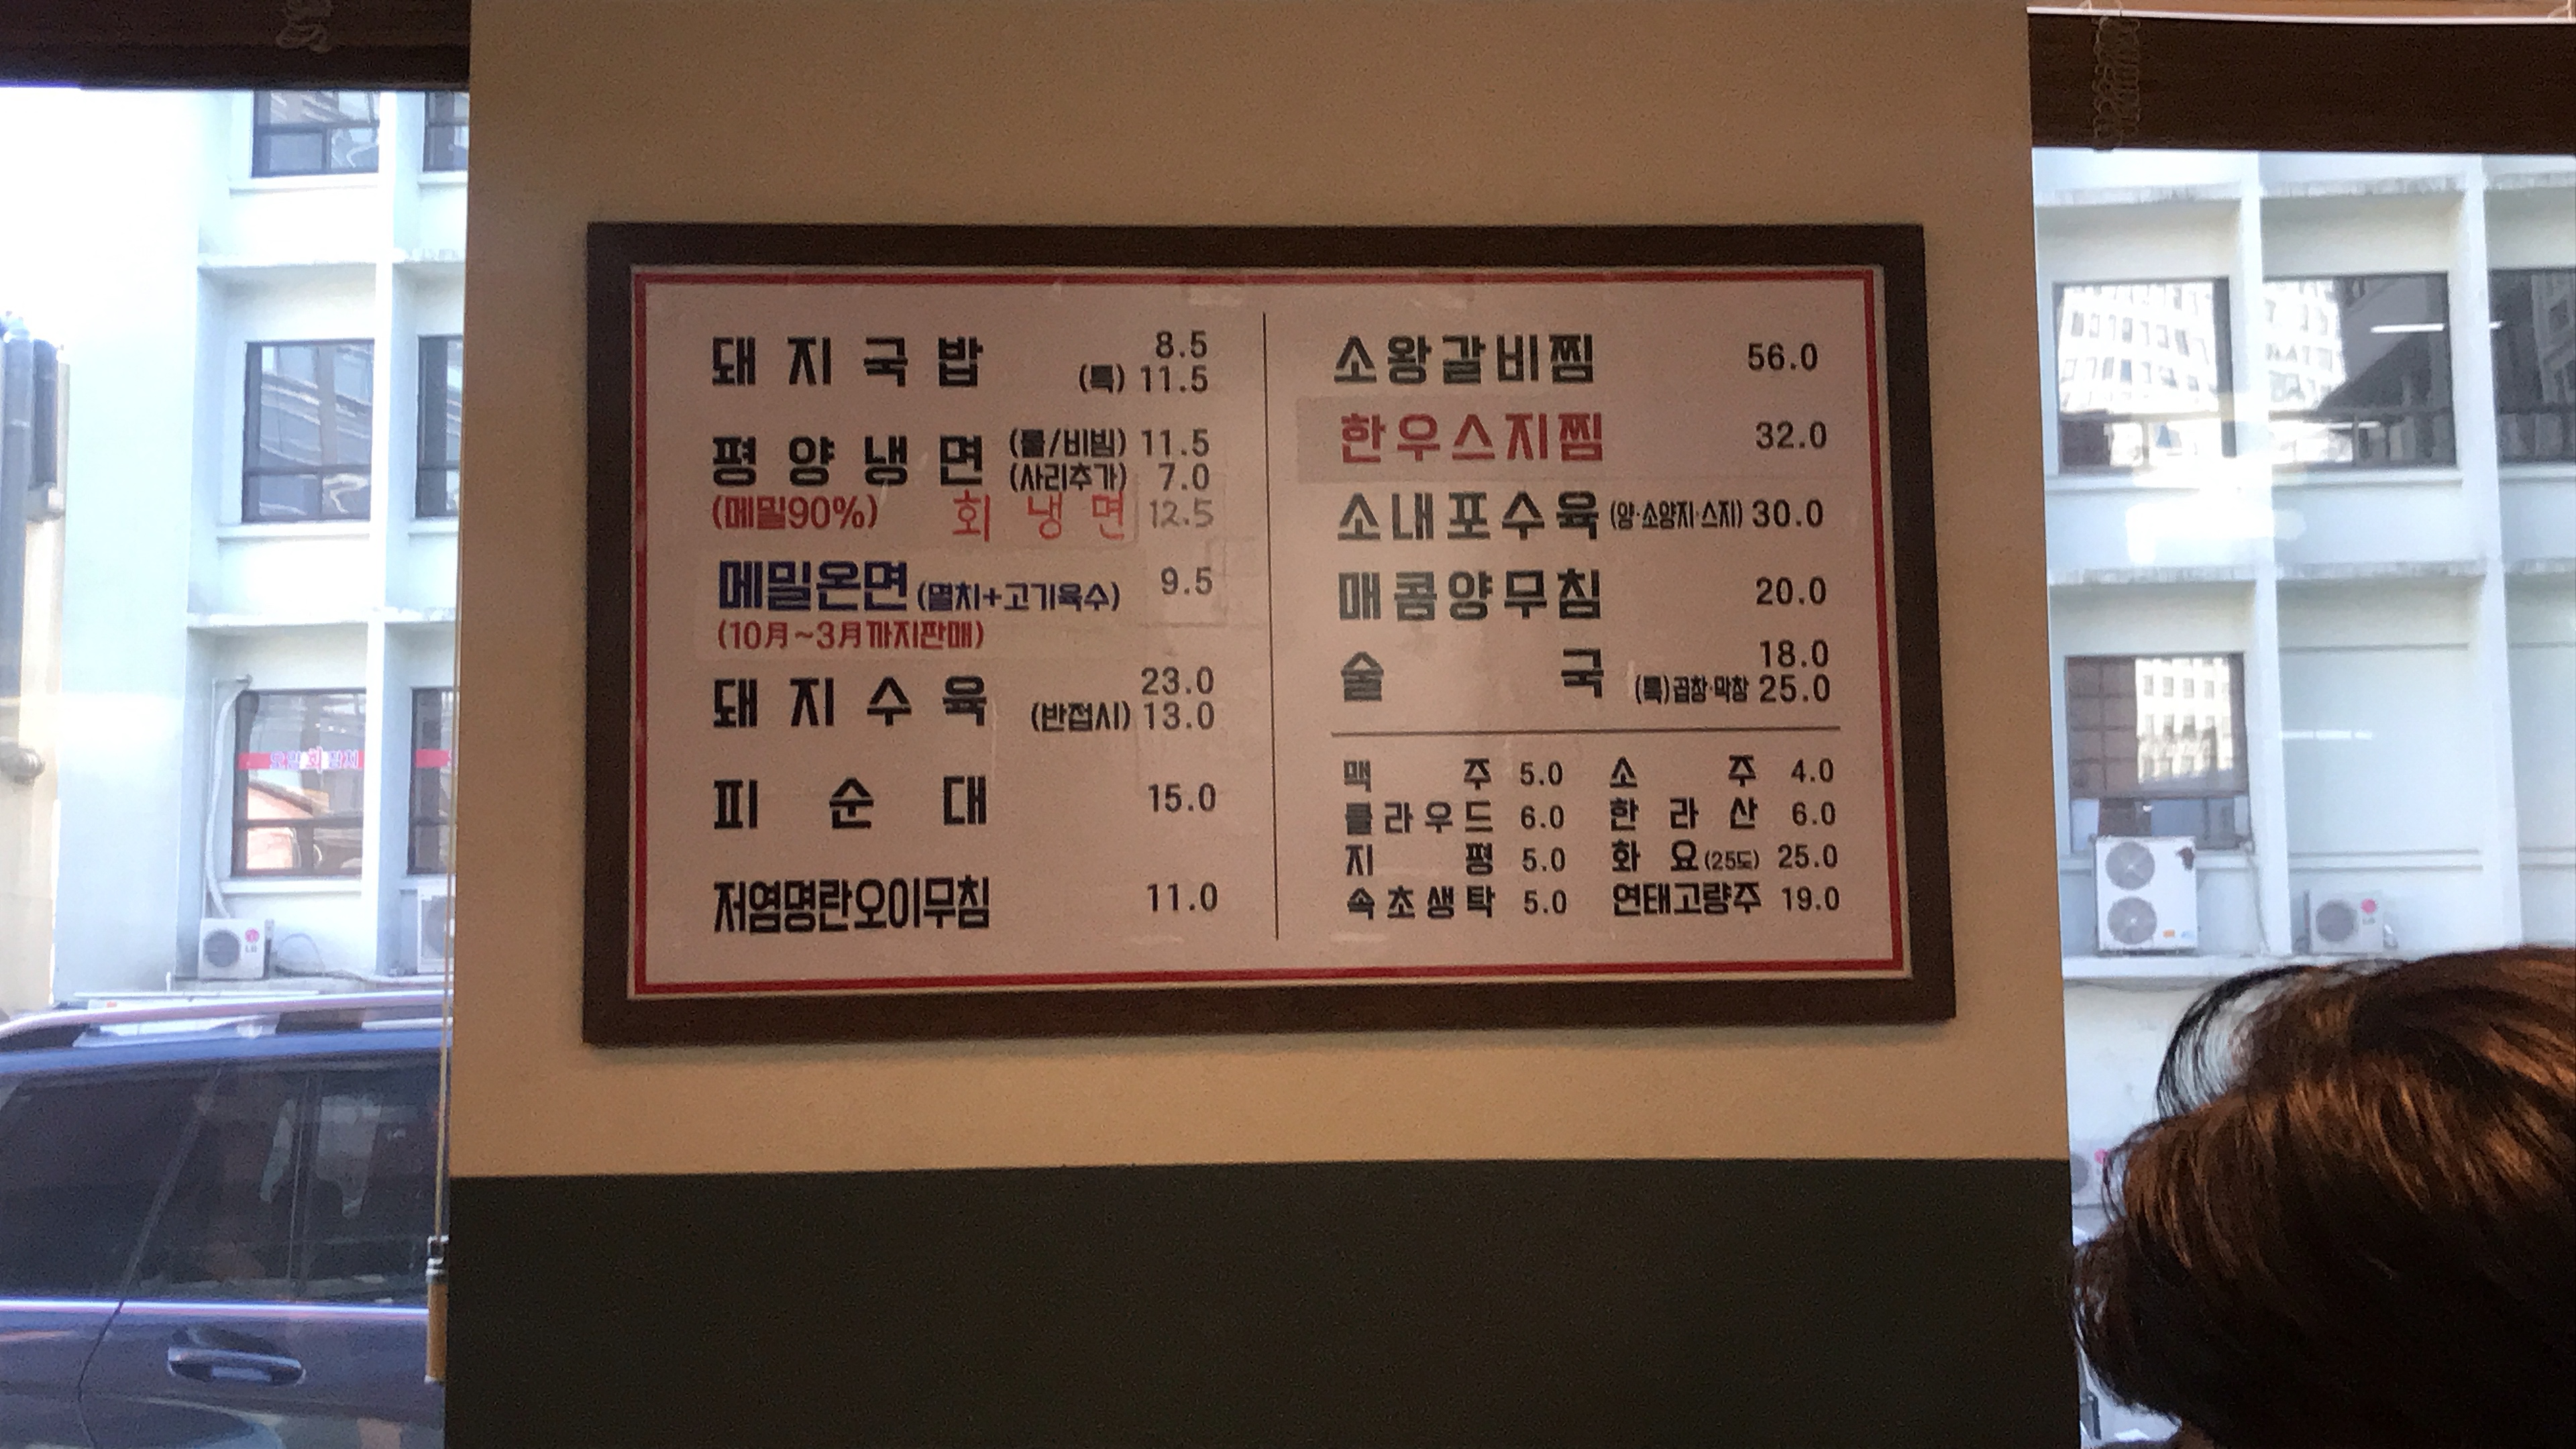 돼지국밥 8.5
(특) 11.5
평양냉면 (물/비빔) 11.5
(사리추가) 7.0
(메밀90%) 회냉면 12.5
메밀온면 (멸치+고기육수) 9.5
(10月~3月까지판매)
돼지수육 23.0
(반접시) 13.0
피순대 15.0
저염명란오이무침 11.0
소왕갈비찜 56.0
한우스지찜 32.0
소내포수육 (양·소양지·스지) 30.0
매콤양무침 20.0
술국 18.0
(특)곱창·막창 25.0
맥주 5.0 소주 4.0
클라우드 6.0 한라산 6.0
지평 5.0 화요(25도) 25.0
속초생탁 5.0 연태고량주 19.0
LG